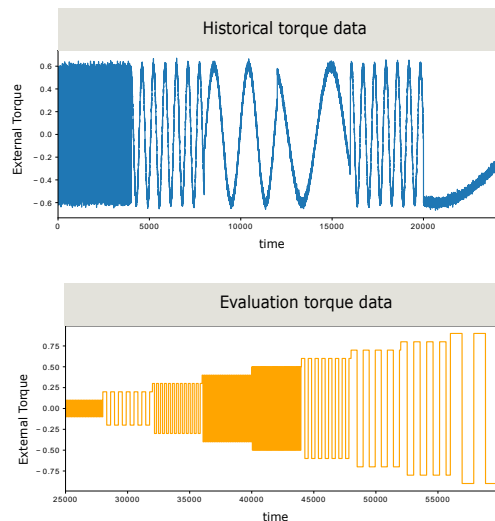 Historical torque data
0.6
0.4
0.2
0.0
−0.2
−0.4
−0.6
External Torque
0 5000 10000 15000 20000
time
Evaluation torque data
0.75
0.50
0.25
0.00
−0.25
−0.50
−0.75
External Torque
25000 30000 35000 40000 45000 50000 55000
time